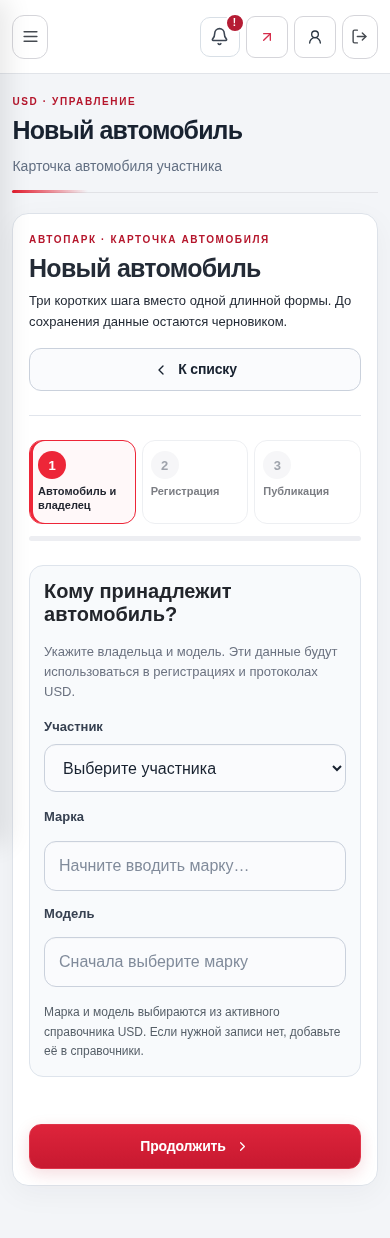 !
USD · УПРАВЛЕНИЕ
Новый автомобиль
Карточка автомобиля участника
АВТОПАРК · КАРТОЧКА АВТОМОБИЛЯ
Новый автомобиль
Три коротких шага вместо одной длинной формы. До
сохранения данные остаются черновиком.
К списку
1
Автомобиль и
владелец
2
Регистрация
3
Публикация
Кому принадлежит
автомобиль?
Укажите владельца и модель. Эти данные будут
использоваться в регистрациях и протоколах
USD.
Участник
Выберите участника
Марка
Начните вводить марку…
Модель
Сначала выберите марку
Марка и модель выбираются из активного
справочника USD. Если нужной записи нет, добавьте
её в справочники.
Продолжить